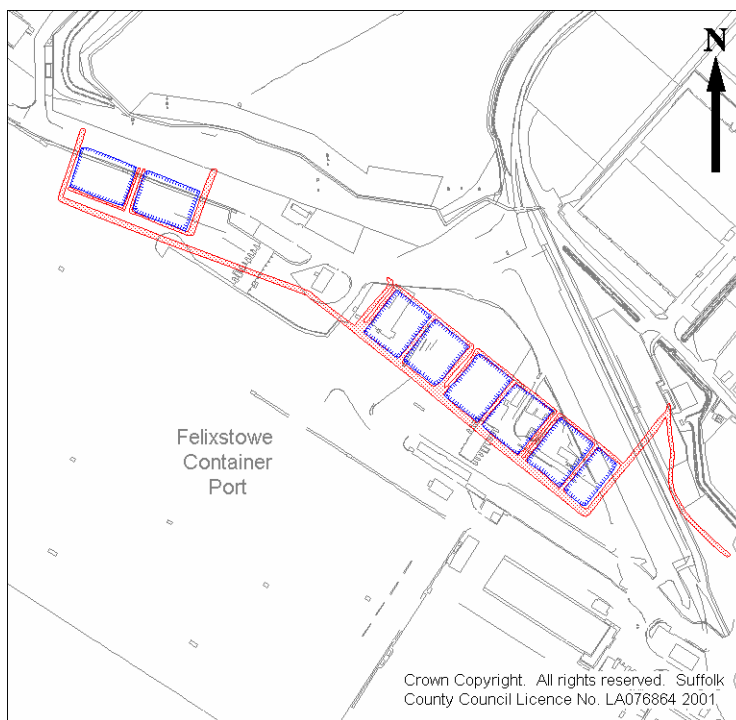 N
Felixstowe
Container
Port
Crown Copyright. All rights reserved. Suffolk
County Council Licence No. LA076864 2001